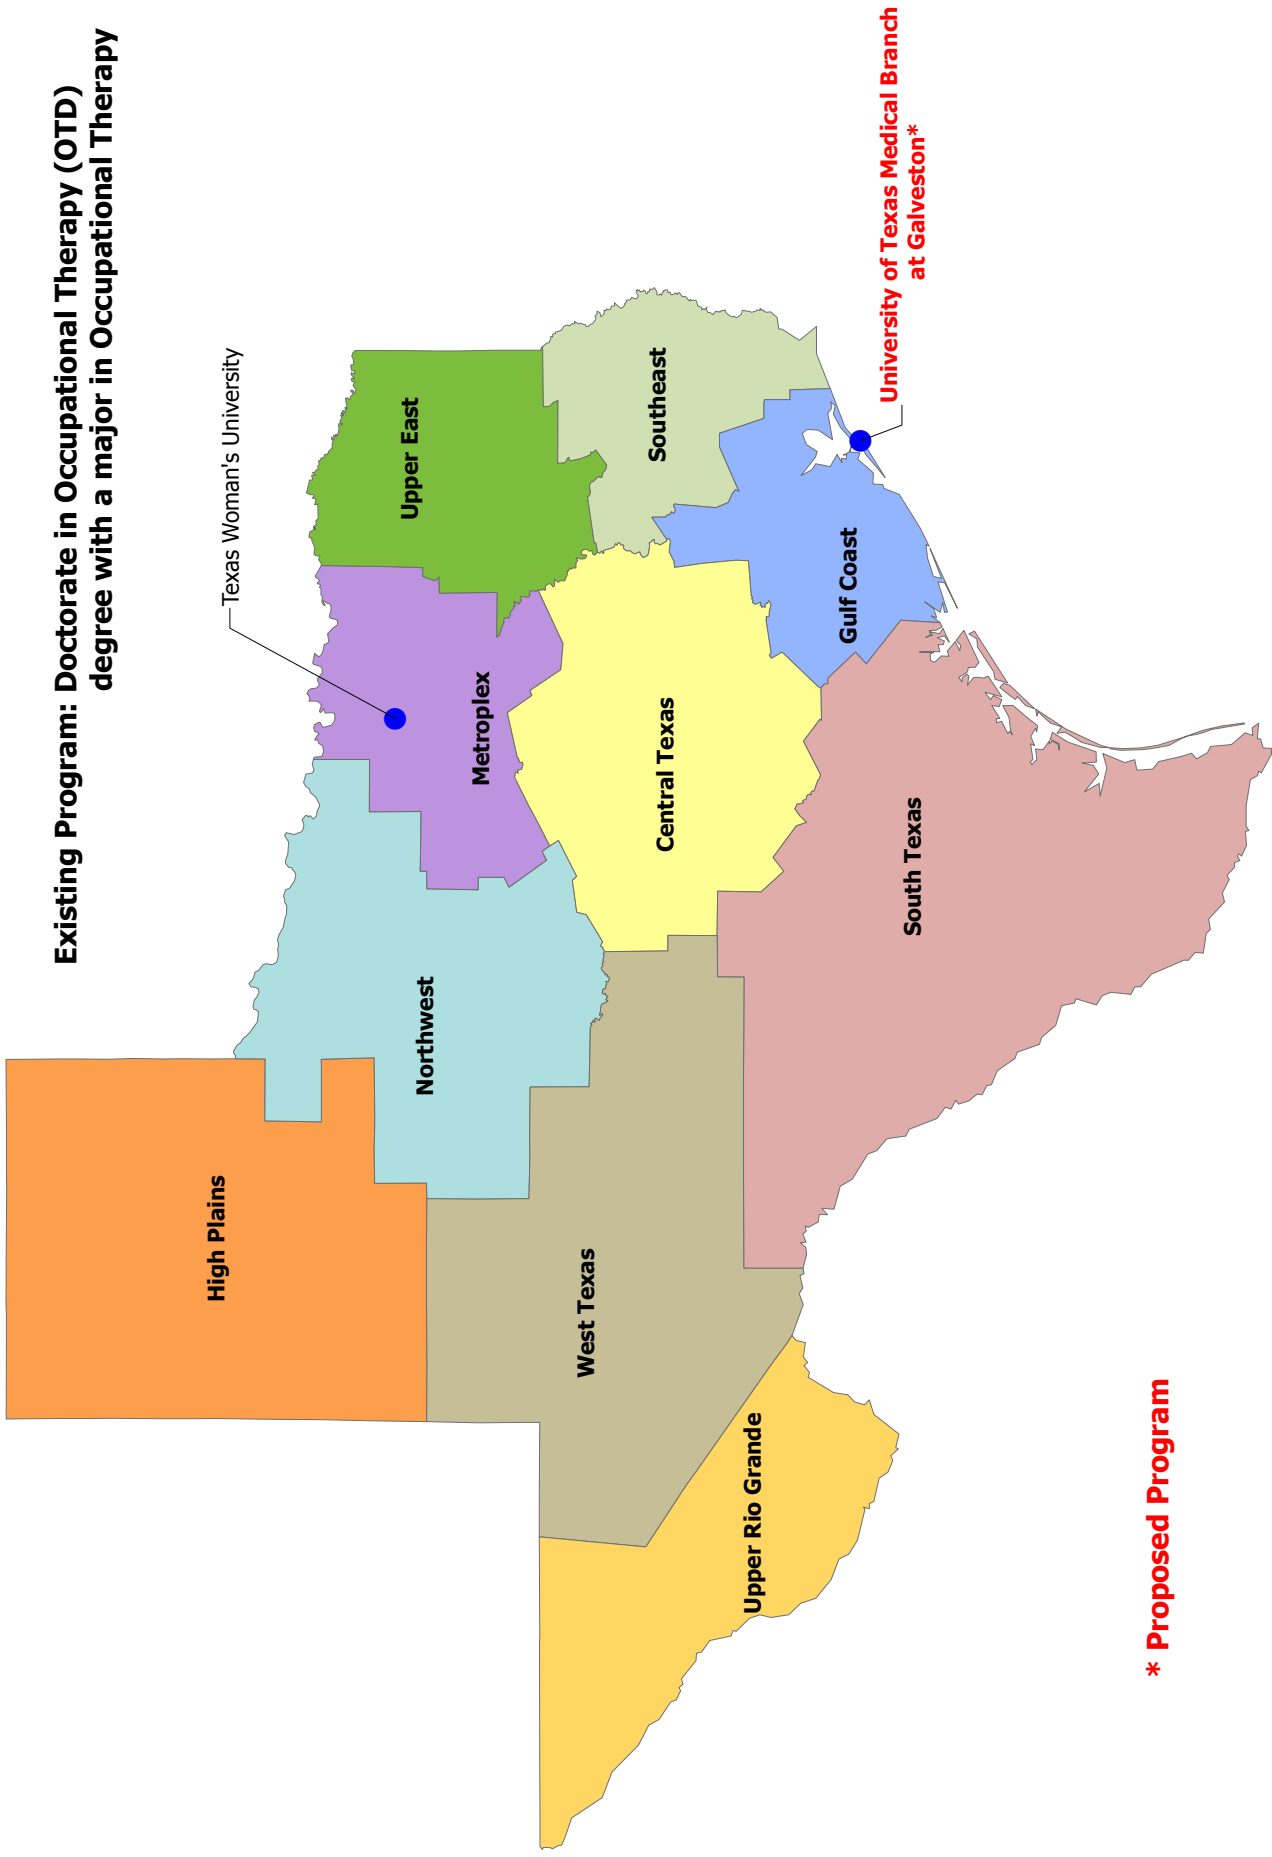 Existing Program: Doctorate in Occupational Therapy (OTD)
degree with a major in Occupational Therapy
Texas Woman's University
High Plains
Northwest
Upper East
Metroplex
Southeast
West Texas
Central Texas
Upper Rio Grande
Gulf Coast
South Texas
University of Texas Medical Branch
at Galveston*
* Proposed Program